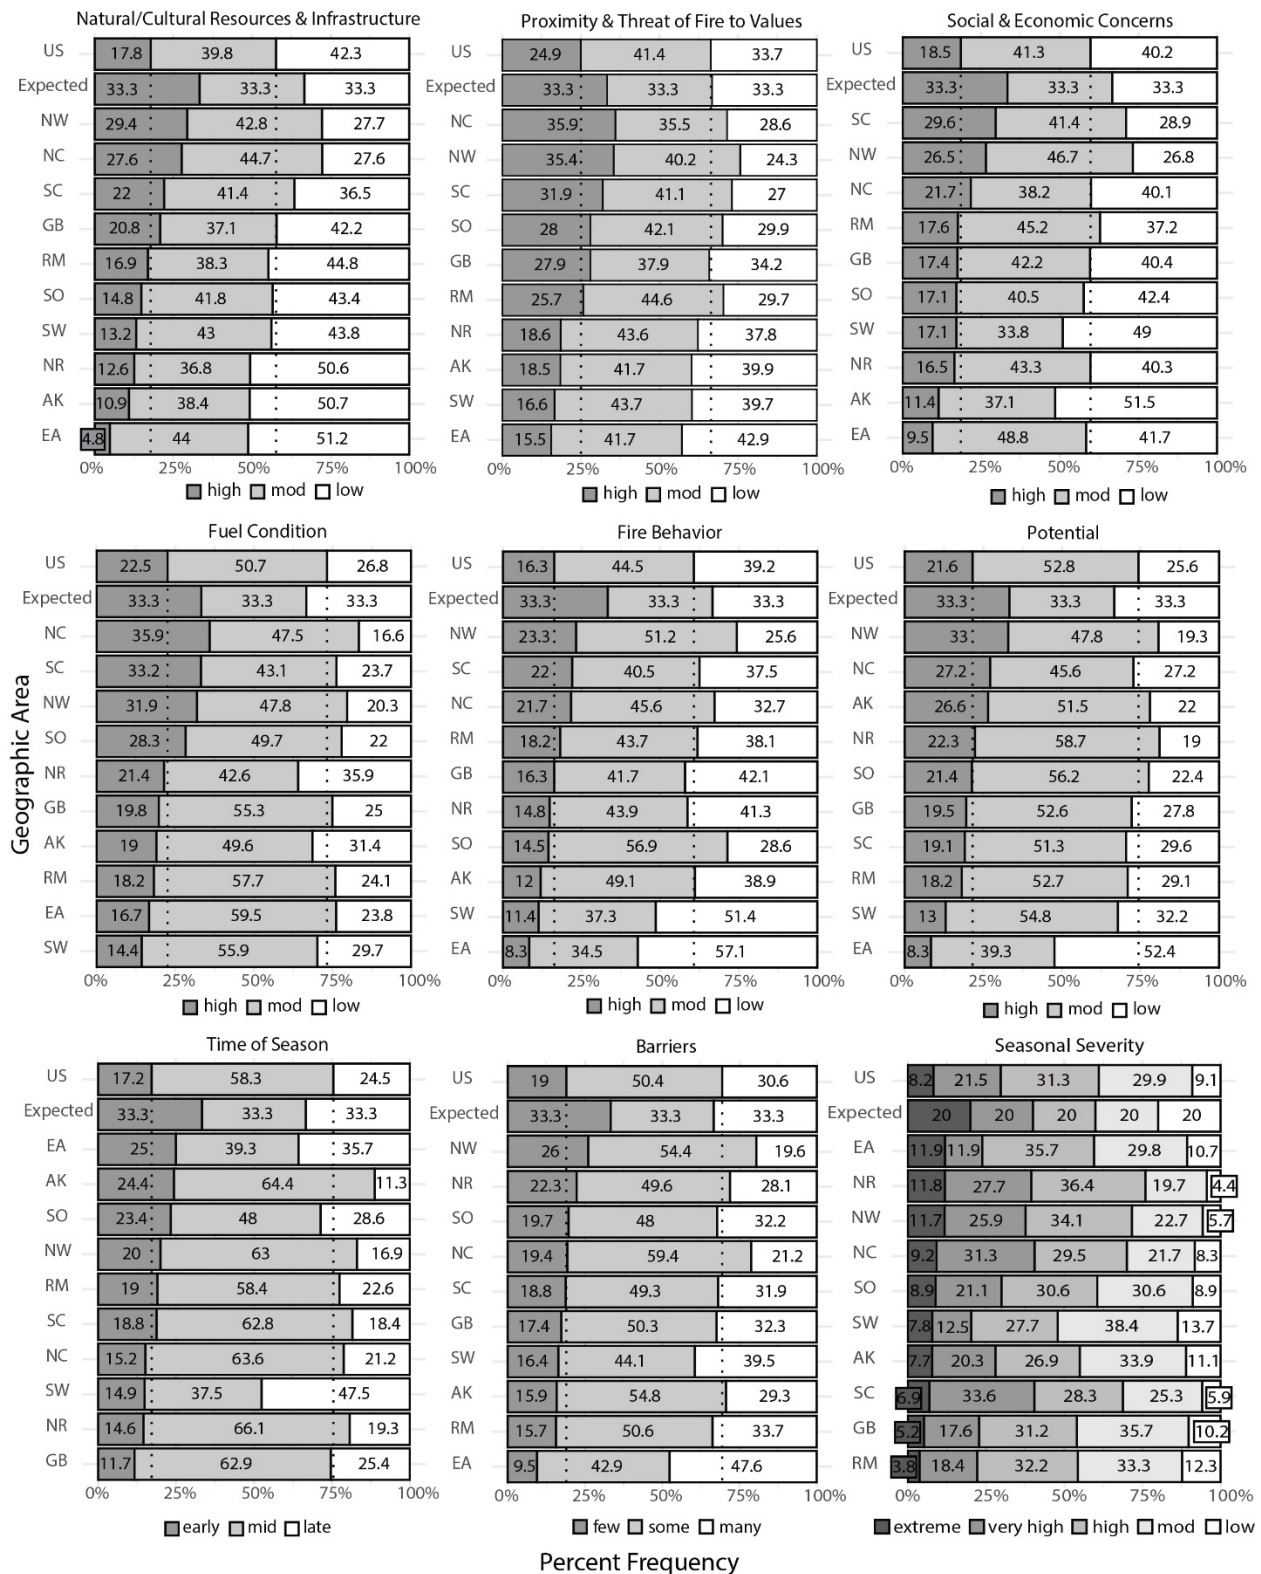 Natural/Cultural Resources & Infrastructure
US 17.8 39.8 42.3
Expected 33.3 33.3 33.3
NW 29.4 42.8 27.7
NC 27.6 44.7 27.6
SC 22 41.4 36.5
GB 20.8 37.1 42.2
RM 16.9 38.3 44.8
SO 14.8 41.8 43.4
SW 13.2 43 43.8
NR 12.6 36.8 50.6
AK 10.9 38.4 50.7
EA 4.8 44 51.2
0% 25% 50% 75% 100%
high mod low
Proximity & Threat of Fire to Values
US 24.9 41.4 33.7
Expected 33.3 33.3 33.3
NC 35.9 35.5 28.6
NW 35.4 40.2 24.3
SC 31.9 41.1 27
SO 28 42.1 29.9
GB 27.9 37.9 34.2
RM 25.7 44.6 29.7
NR 18.6 43.6 37.8
AK 18.5 41.7 39.9
SW 16.6 43.7 39.7
EA 15.5 41.7 42.9
0% 25% 50% 75% 100%
high mod low
Social & Economic Concerns
US 18.5 41.3 40.2
Expected 33.3 33.3 33.3
SC 29.6 41.4 28.9
NW 26.5 46.7 26.8
NC 21.7 38.2 40.1
RM 17.6 45.2 37.2
GB 17.4 42.2 40.4
SO 17.1 40.5 42.4
SW 17.1 33.8 49
NR 16.5 43.3 40.3
AK 11.4 37.1 51.5
EA 9.5 48.8 41.7
0% 25% 50% 75% 100%
high mod low
Geographic Area
Fuel Condition
US 22.5 50.7 26.8
Expected 33.3 33.3 33.3
NC 35.9 47.5 16.6
SC 33.2 43.1 23.7
NW 31.9 47.8 20.3
SO 28.3 49.7 22
NR 21.4 42.6 35.9
GB 19.8 55.3 25
AK 19 49.6 31.4
RM 18.2 57.7 24.1
EA 16.7 59.5 23.8
SW 14.4 55.9 29.7
0% 25% 50% 75% 100%
high mod low
Fire Behavior
US 16.3 44.5 39.2
Expected 33.3 33.3 33.3
NW 23.3 51.2 25.6
SC 22 40.5 37.5
NC 21.7 45.6 32.7
RM 18.2 43.7 38.1
GB 16.3 41.7 42.1
NR 14.8 43.9 41.3
SO 14.5 56.9 28.6
AK 12 49.1 38.9
SW 11.4 37.3 51.4
EA 8.3 34.5 57.1
0% 25% 50% 75% 100%
high mod low
Potential
US 21.6 52.8 25.6
Expected 33.3 33.3 33.3
NW 33 47.8 19.3
NC 27.2 45.6 27.2
AK 26.6 51.5 22
NR 22.3 58.7 19
SO 21.4 56.2 22.4
GB 19.5 52.6 27.8
SC 19.1 51.3 29.6
RM 18.2 52.7 29.1
SW 13 54.8 32.2
EA 8.3 39.3 52.4
0% 25% 50% 75% 100%
high mod low
Time of Season
US 17.2 58.3 24.5
Expected 33.3 33.3 33.3
EA 25 39.3 35.7
AK 24.4 64.4 11.3
SO 23.4 48 28.6
NW 20 63 16.9
RM 19 58.4 22.6
SC 18.8 62.8 18.4
NC 15.2 63.6 21.2
SW 14.9 37.5 47.5
NR 14.6 66.1 19.3
GB 11.7 62.9 25.4
0% 25% 50% 75% 100%
early mid late
Barriers
US 19 50.4 30.6
Expected 33.3 33.3 33.3
NW 26 54.4 19.6
NR 22.3 49.6 28.1
SO 19.7 48 32.2
NC 19.4 59.4 21.2
SC 18.8 49.3 31.9
GB 17.4 50.3 32.3
SW 16.4 44.1 39.5
AK 15.9 54.8 29.3
RM 15.7 50.6 33.7
EA 9.5 42.9 47.6
0% 25% 50% 75% 100%
few some many
Seasonal Severity
US 8.2 21.5 31.3 29.9 9.1
Expected 20 20 20 20 20
EA 11.9 11.9 35.7 29.8 10.7
NR 11.8 27.7 36.4 19.7 4.4
NW 11.7 25.9 34.1 22.7 5.7
NC 9.2 31.3 29.5 21.7 8.3
SO 8.9 21.1 30.6 30.6 8.9
SW 7.8 12.5 27.7 38.4 13.7
AK 7.7 20.3 26.9 33.9 11.1
SC 6.9 33.6 28.3 25.3 5.9
GB 5.2 17.6 31.2 35.7 10.2
RM 3.8 18.4 32.2 33.3 12.3
0% 25% 50% 75% 100%
extreme very high high mod low
Percent Frequency